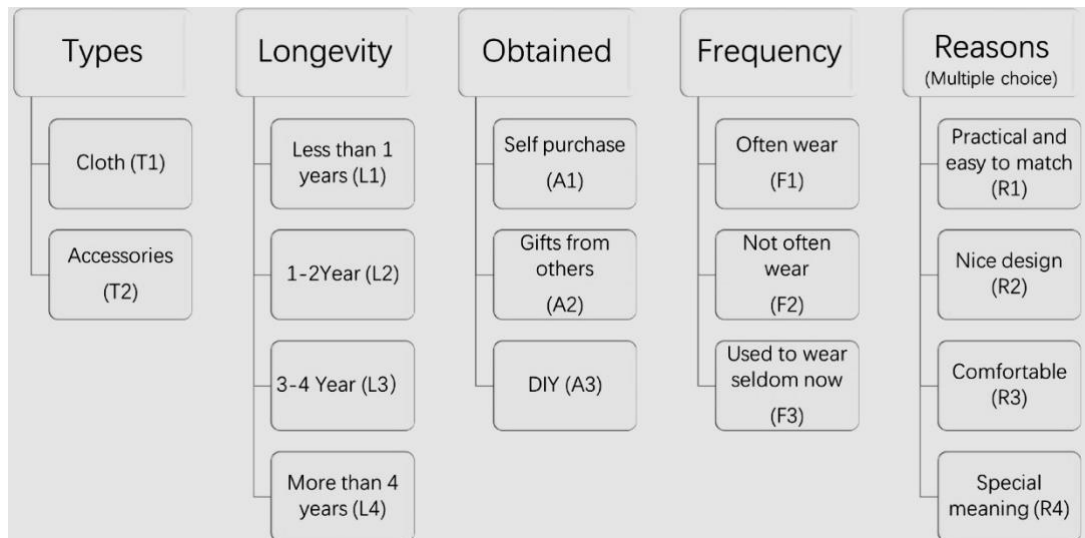 Types
Cloth (T1)
Accessories
(T2)
Longevity
Less than 1
years (L1)
1-2Year (L2)
3-4 Year (L3)
More than 4
years (L4)
Obtained
Self purchase
(A1)
Gifts from
others
(A2)
DIY (A3)
Frequency
Often wear
(F1)
Not often
wear
(F2)
Used to wear
seldom now
(F3)
Reasons
(Multiple choice)
Practical and
easy to match
(R1)
Nice design
(R2)
Comfortable
(R3)
Special
meaning (R4)